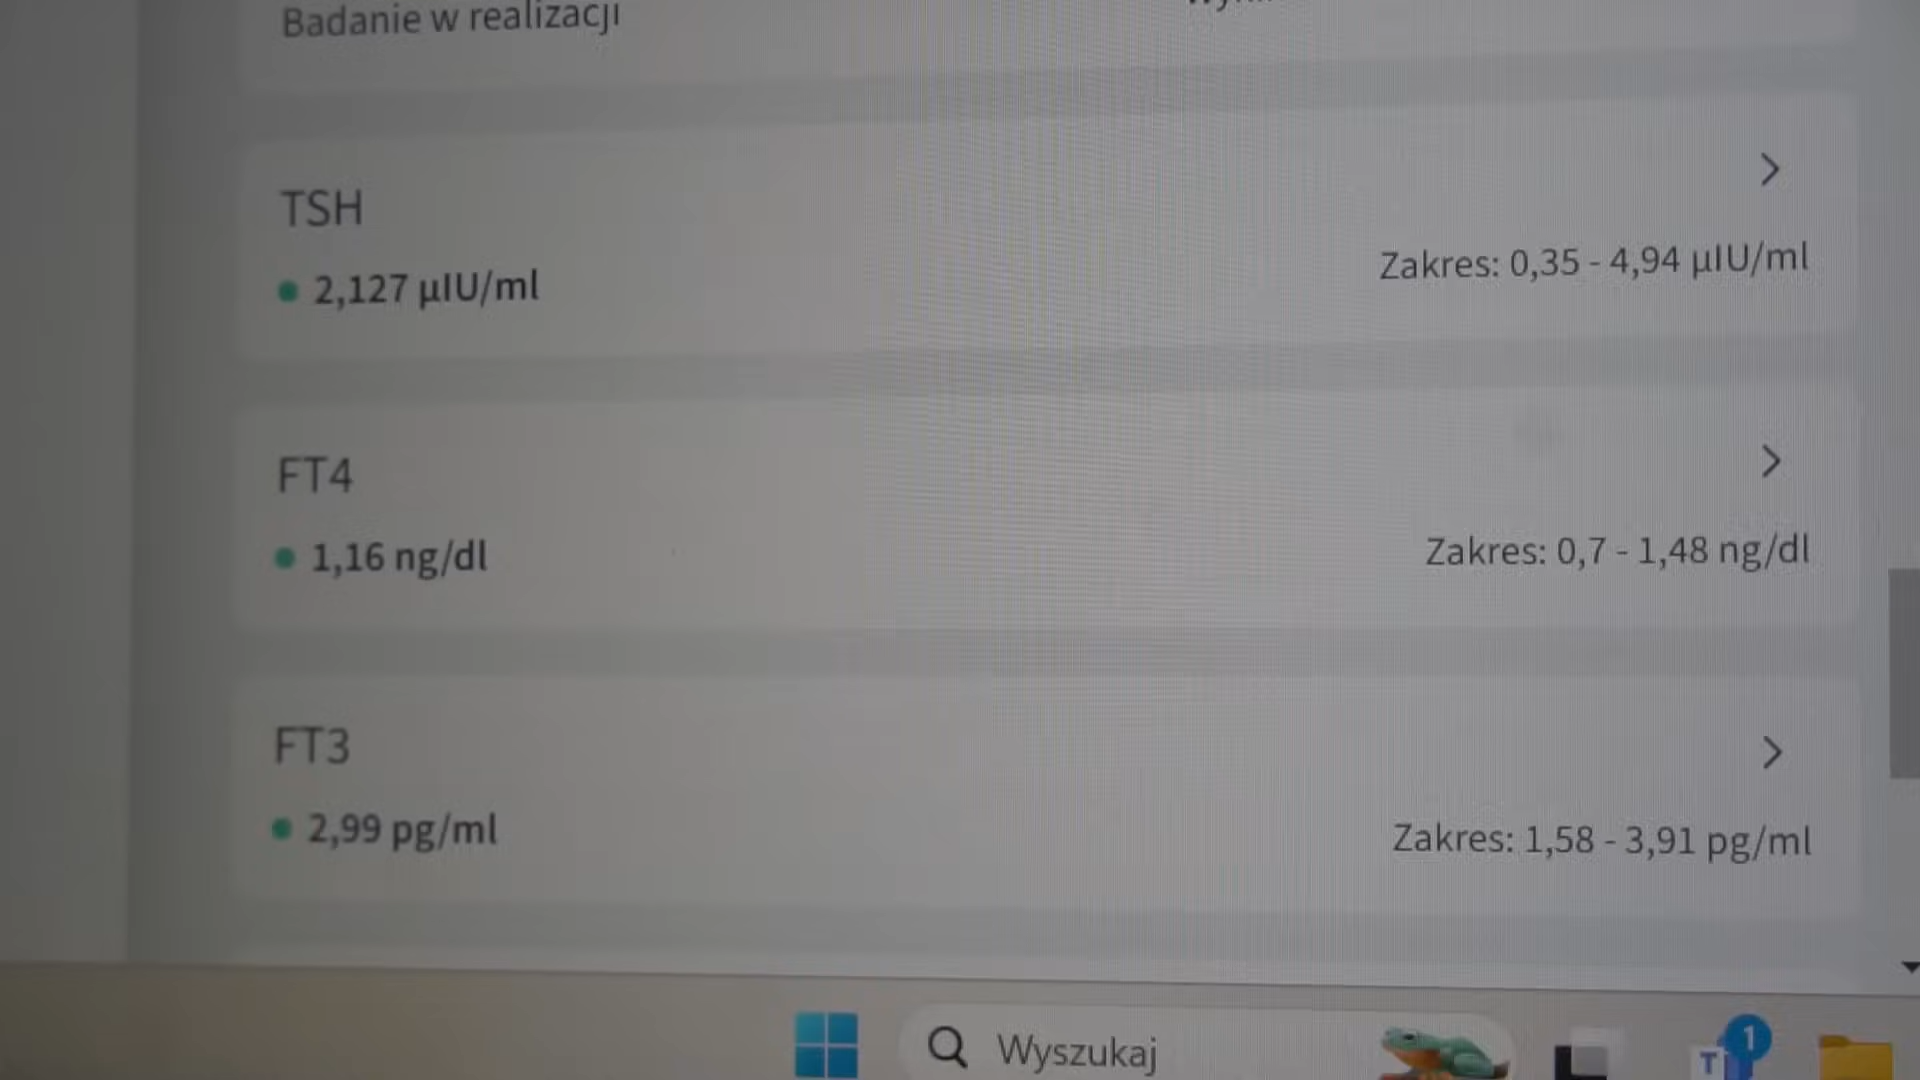 Badanie w realizacji
TSH
2,127 µIU/ml
Zakres: 0,35 - 4,94 µIU/ml
FT4
1,16 ng/dl
Zakres: 0,7 - 1,48 ng/dl
FT3
2,99 pg/ml
Zakres: 1,58 - 3,91 pg/ml
Wyszukaj
T
1